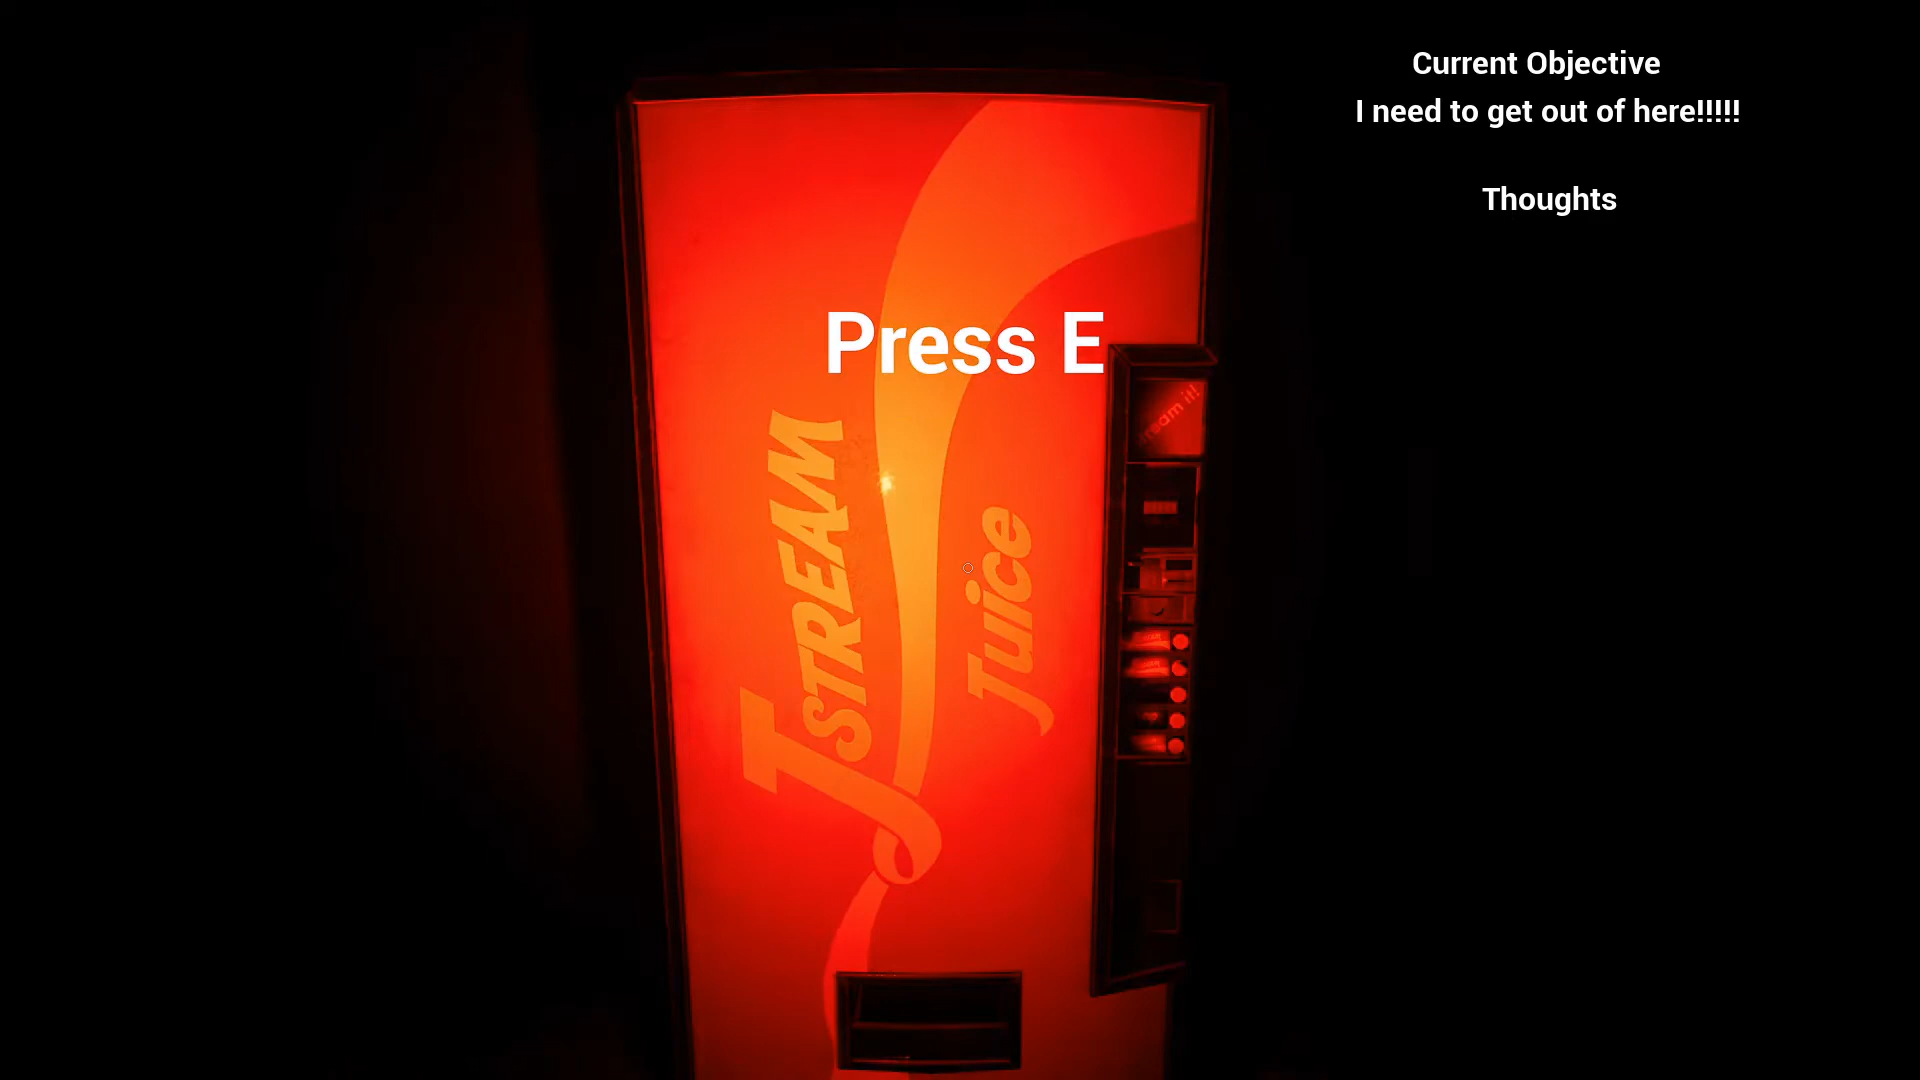 Current Objective
I need to get out of here!!!!!
Thoughts
Press E
JSTREAM
Juice